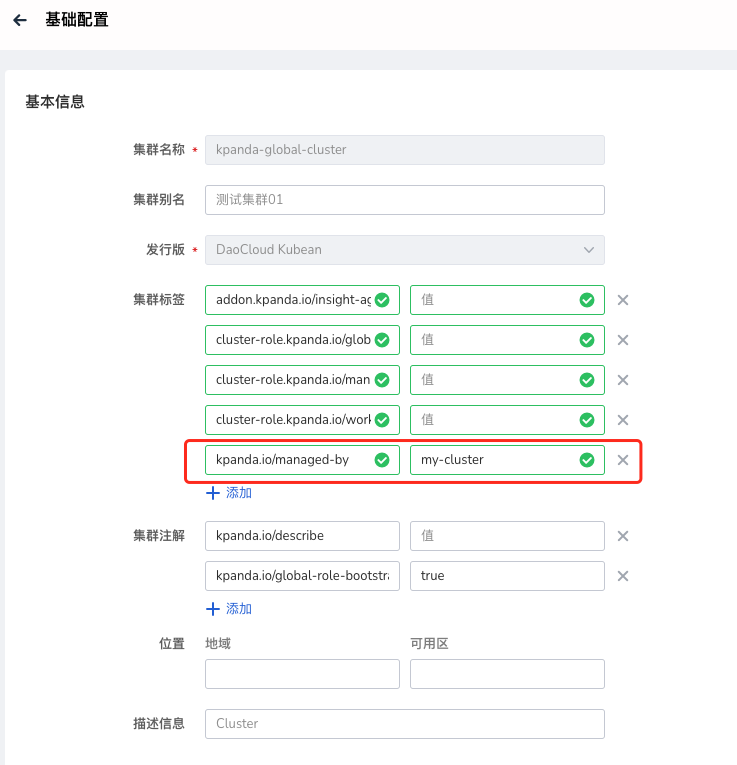 基础配置
基本信息
集群名称 * kpanda-global-cluster
集群别名 测试集群01
发行版 * DaoCloud Kubean
集群标签 addon.kpanda.io/insight-ag 值
cluster-role.kpanda.io/glob 值
cluster-role.kpanda.io/man 值
cluster-role.kpanda.io/work 值
kpanda.io/managed-by my-cluster
添加
集群注解 kpanda.io/describe 值
kpanda.io/global-role-bootstra true
添加
位置 地域 可用区
描述信息 Cluster